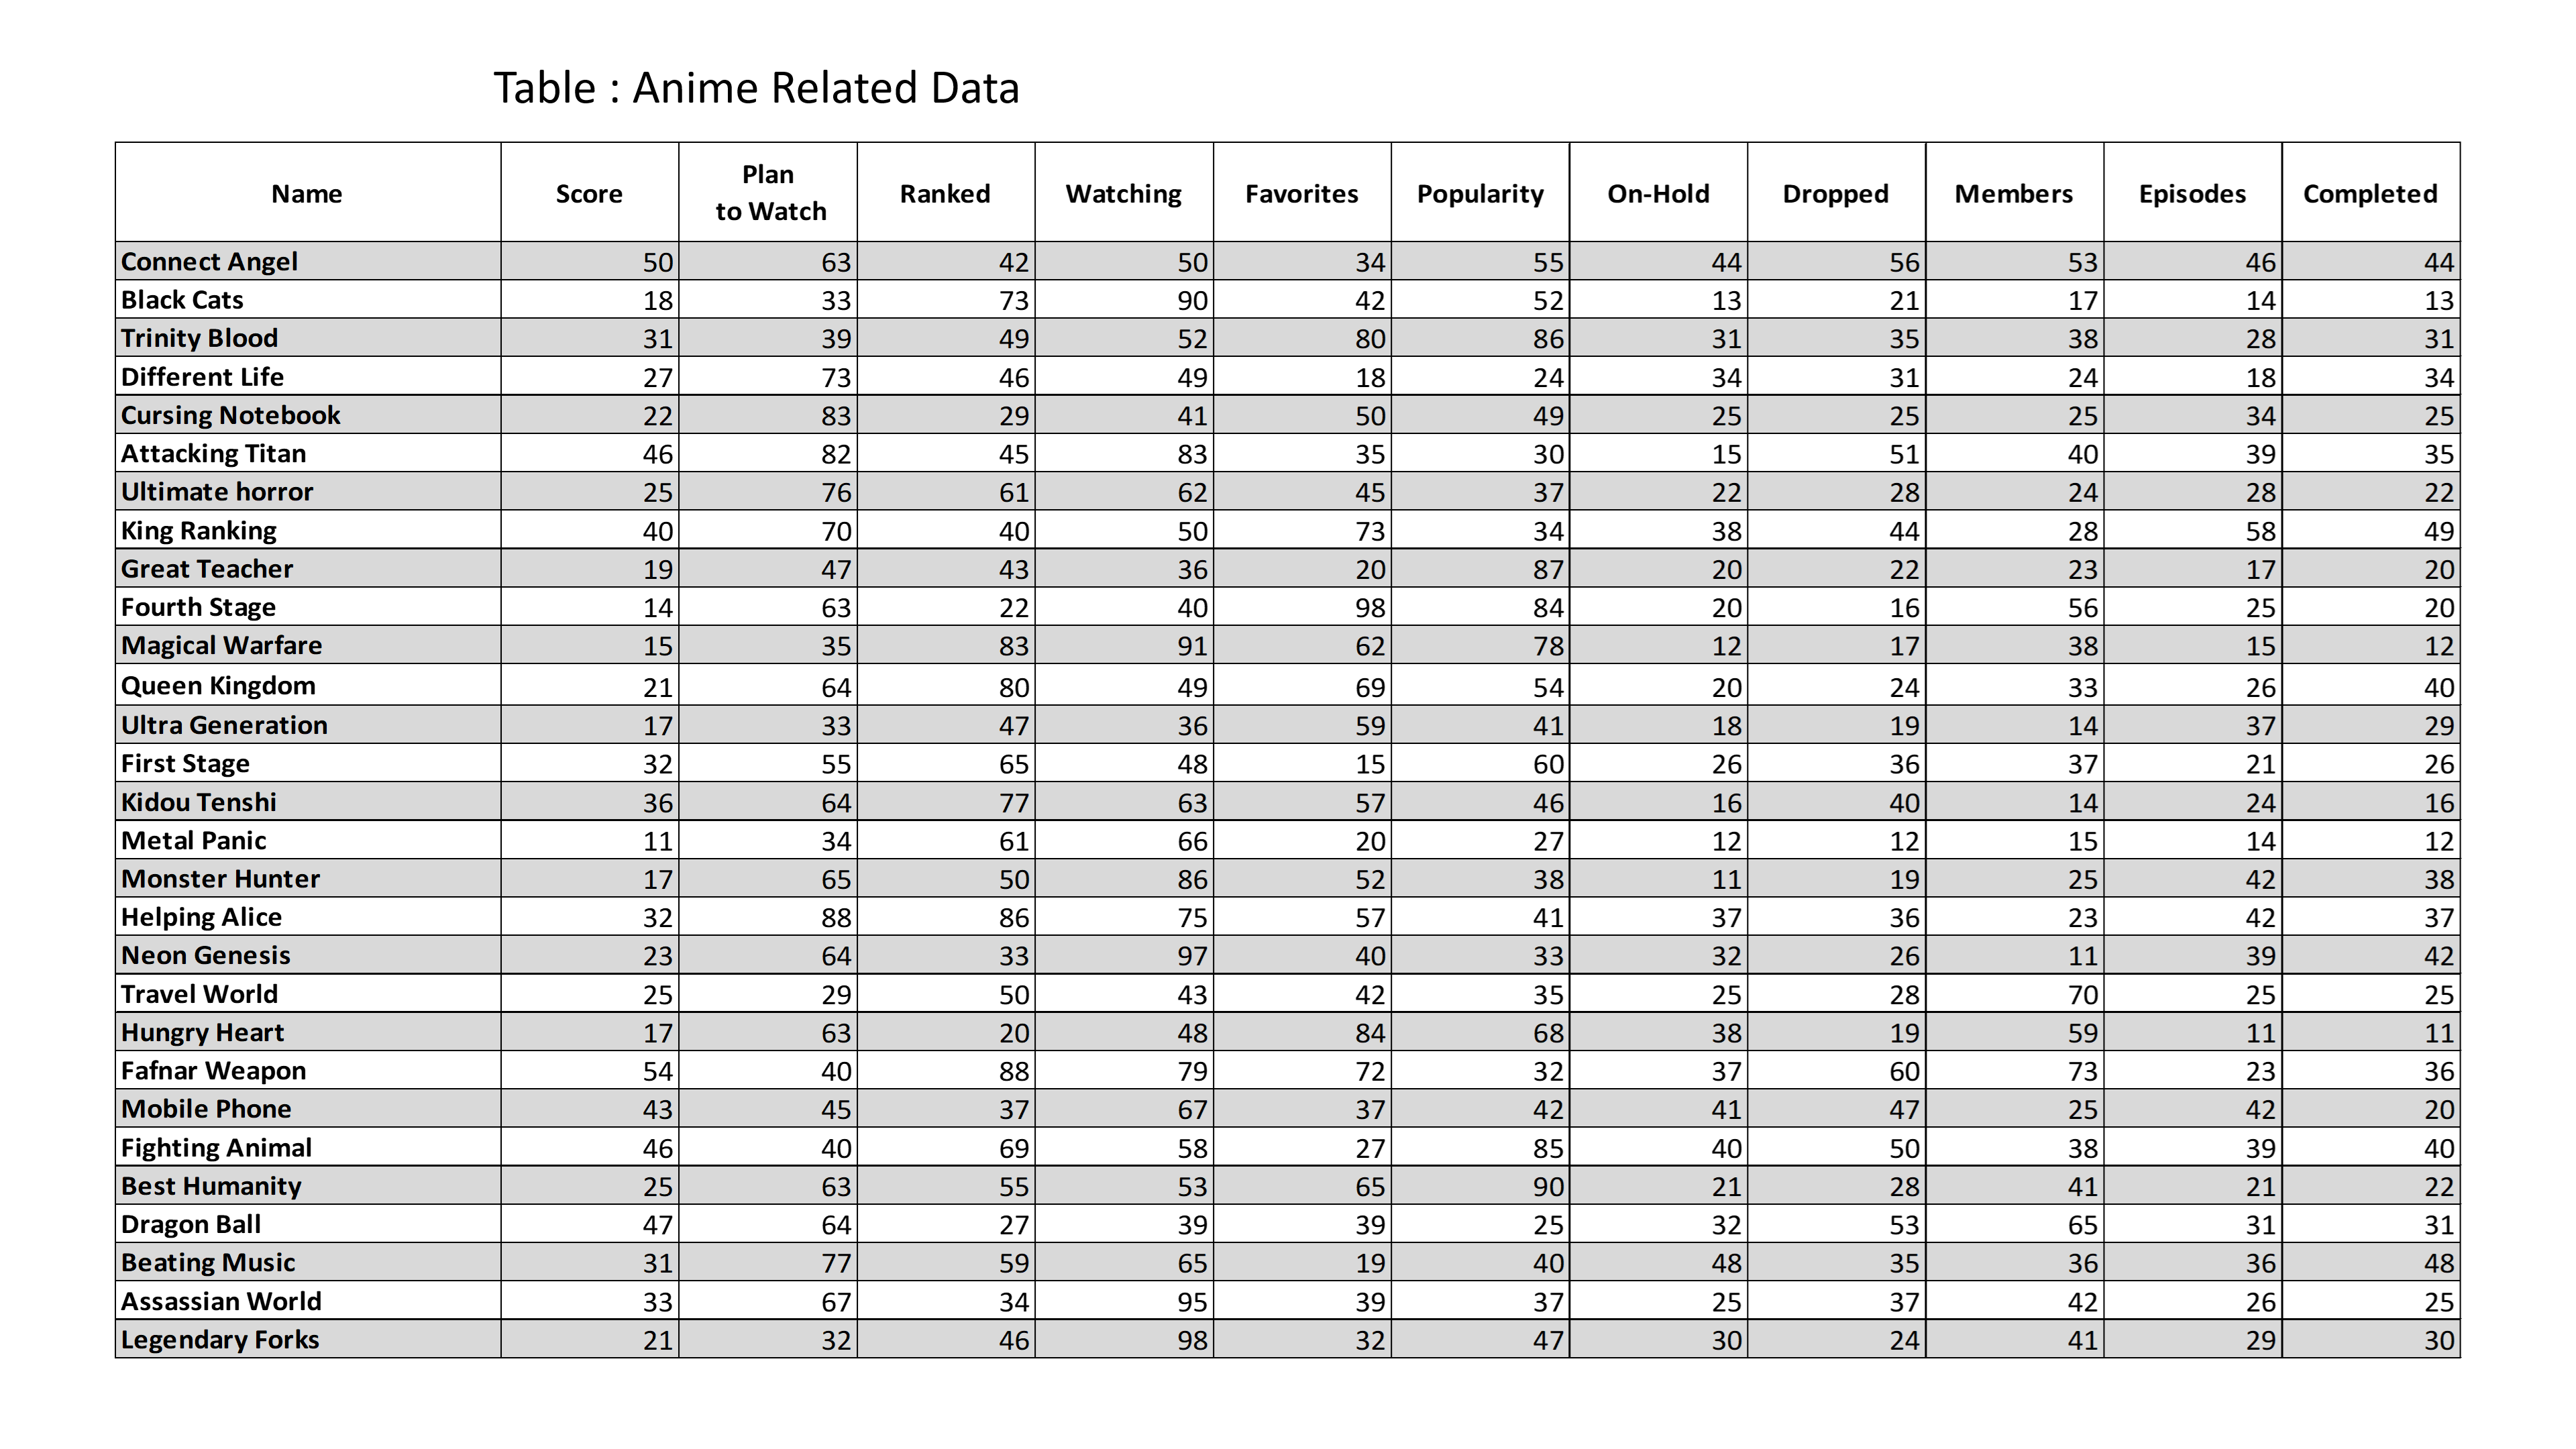 Table : Anime Related Data
Name Score Plan to Watch Ranked Watching Favorites Popularity On-Hold Dropped Members Episodes Completed
Connect Angel 50 63 42 50 34 55 44 56 53 46 44
Black Cats 18 33 73 90 42 52 13 21 17 14 13
Trinity Blood 31 39 49 52 80 86 31 35 38 28 31
Different Life 27 73 46 49 18 24 34 31 24 18 34
Cursing Notebook 22 83 29 41 50 49 25 25 25 34 25
Attacking Titan 46 82 45 83 35 30 15 51 40 39 35
Ultimate horror 25 76 61 62 45 37 22 28 24 28 22
King Ranking 40 70 40 50 73 34 38 44 28 58 49
Great Teacher 19 47 43 36 20 87 20 22 23 17 20
Fourth Stage 14 63 22 40 98 84 20 16 56 25 20
Magical Warfare 15 35 83 91 62 78 12 17 38 15 12
Queen Kingdom 21 64 80 49 69 54 20 24 33 26 40
Ultra Generation 17 33 47 36 59 41 18 19 14 37 29
First Stage 32 55 65 48 15 60 26 36 37 21 26
Kidou Tenshi 36 64 77 63 57 46 16 40 14 24 16
Metal Panic 11 34 61 66 20 27 12 12 15 14 12
Monster Hunter 17 65 50 86 52 38 11 19 25 42 38
Helping Alice 32 88 86 75 57 41 37 36 23 42 37
Neon Genesis 23 64 33 97 40 33 32 26 11 39 42
Travel World 25 29 50 43 42 35 25 28 70 25 25
Hungry Heart 17 63 20 48 84 68 38 19 59 11 11
Fafnar Weapon 54 40 88 79 72 32 37 60 73 23 36
Mobile Phone 43 45 37 67 37 42 41 47 25 42 20
Fighting Animal 46 40 69 58 27 85 40 50 38 39 40
Best Humanity 25 63 55 53 65 90 21 28 41 21 22
Dragon Ball 47 64 27 39 39 25 32 53 65 31 31
Beating Music 31 77 59 65 19 40 48 35 36 36 48
Assassian World 33 67 34 95 39 37 25 37 42 26 25
Legendary Forks 21 32 46 98 32 47 30 24 41 29 30